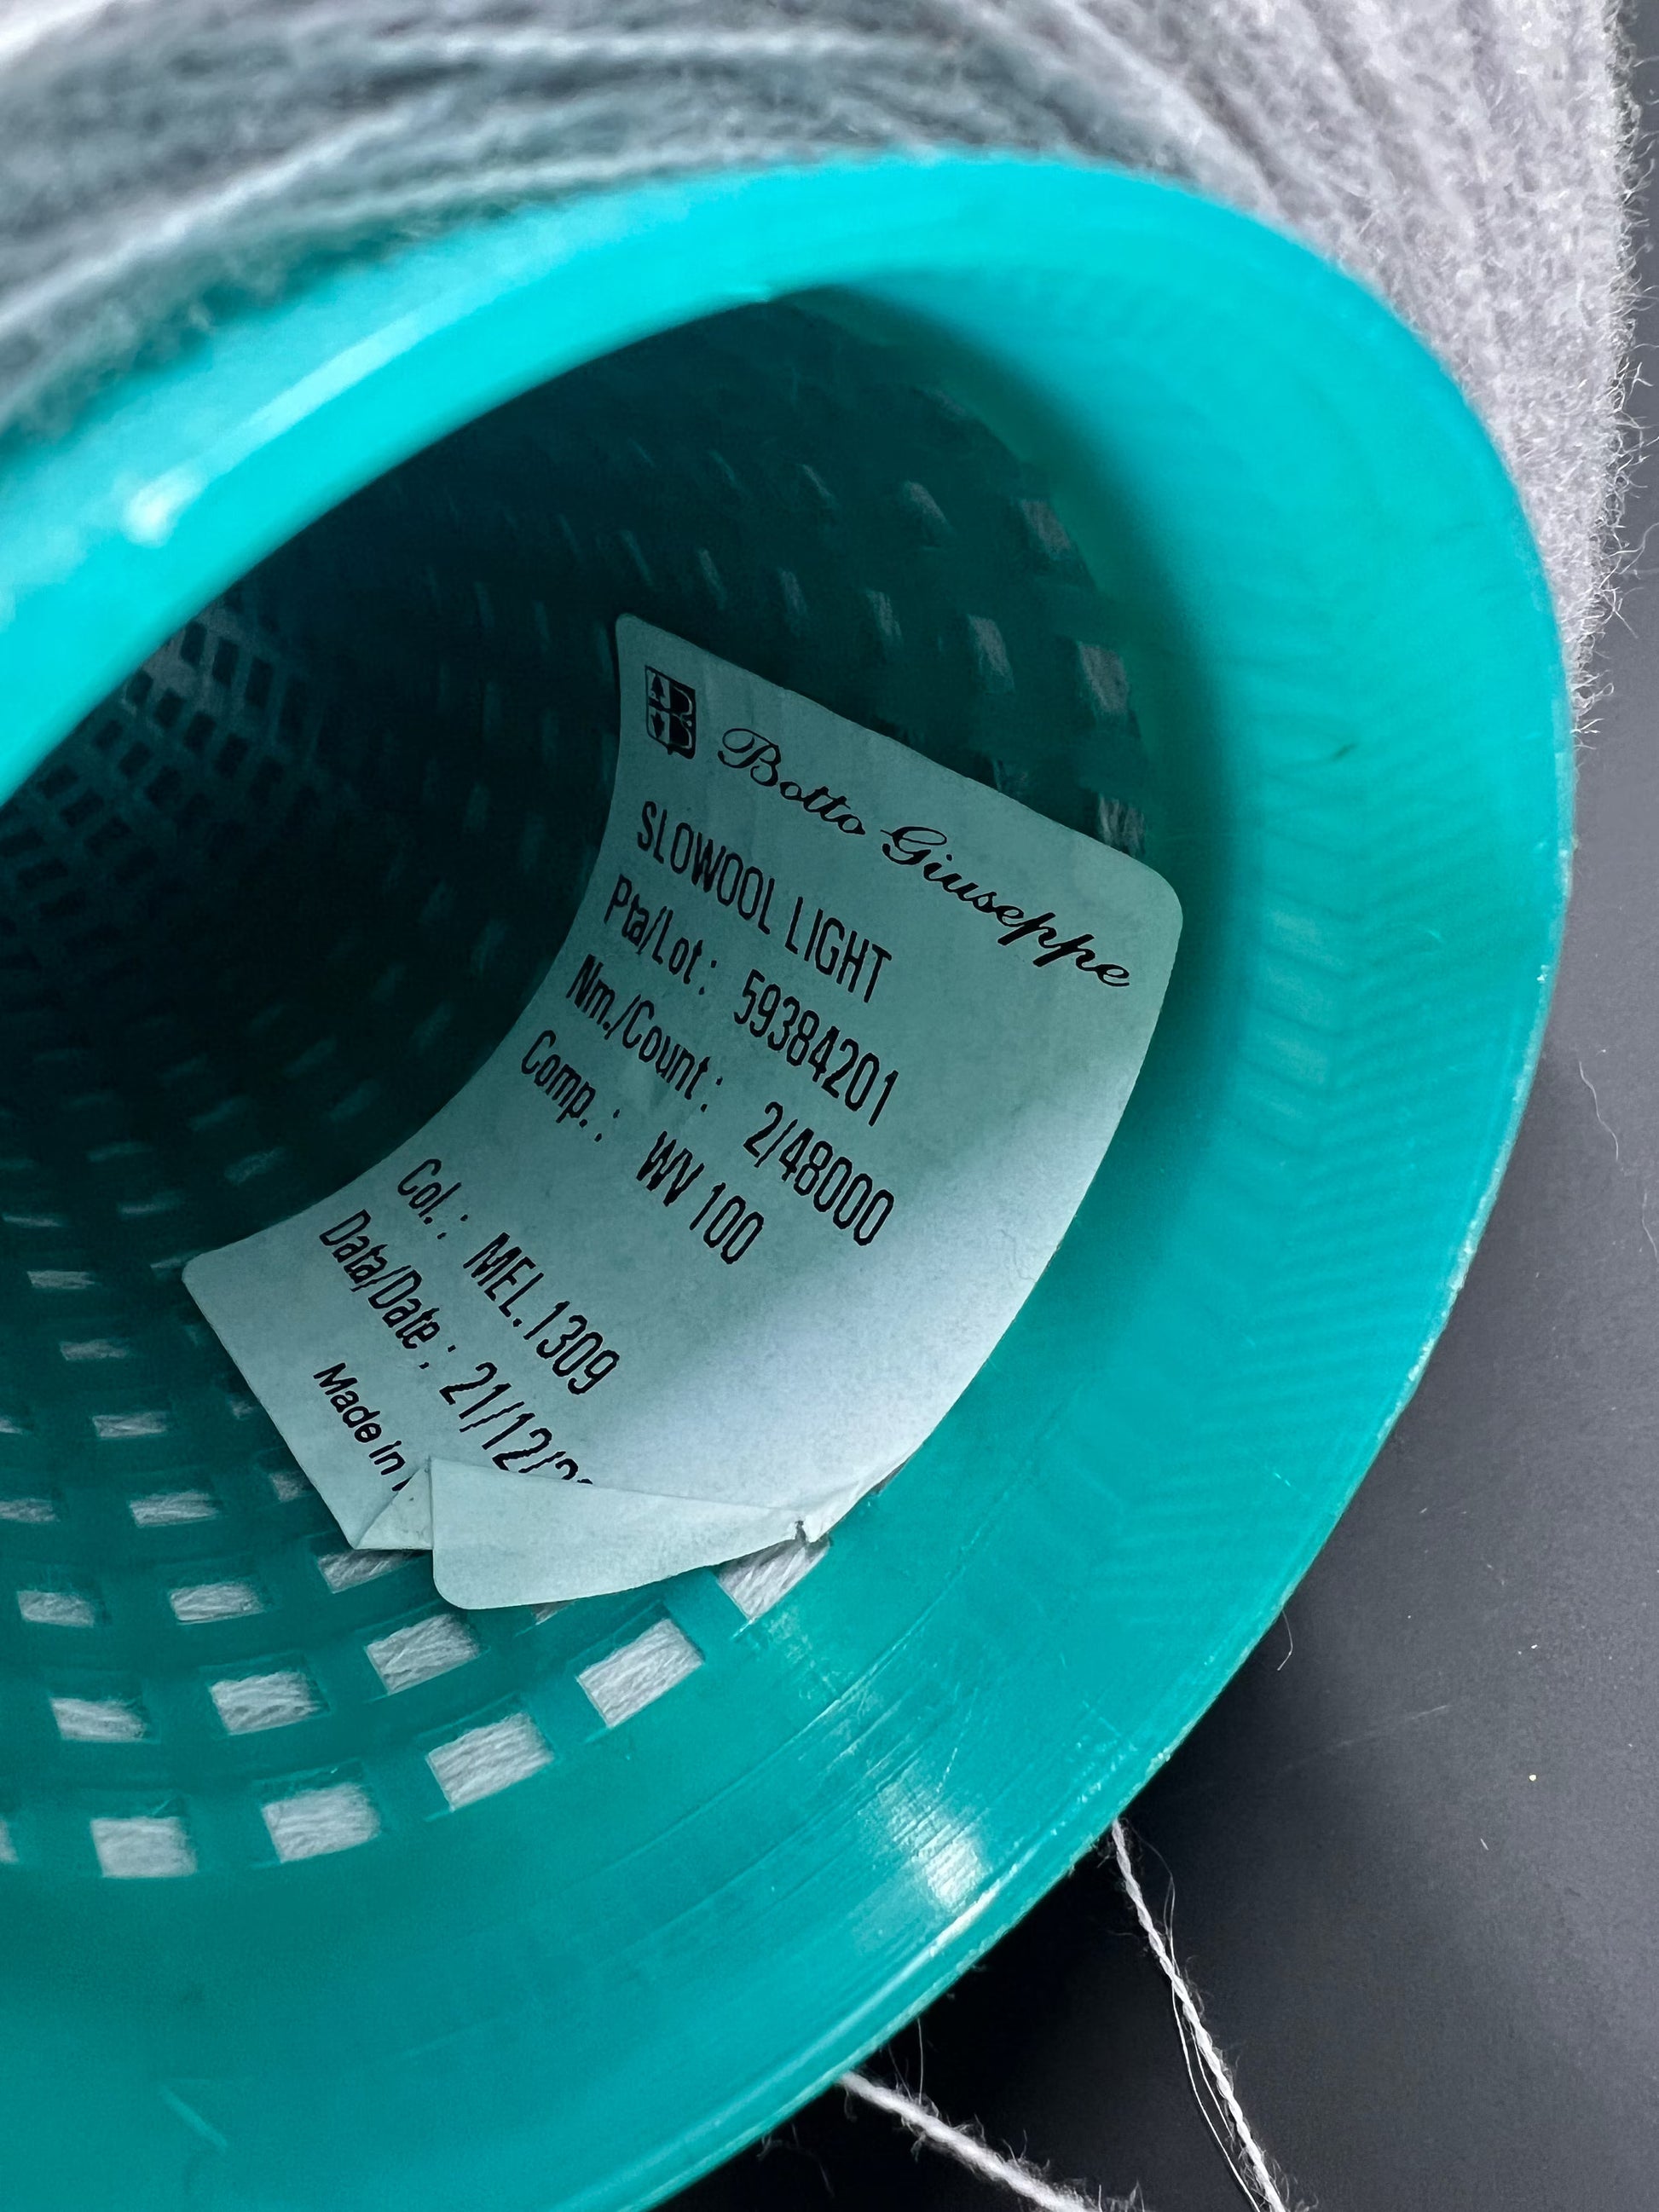 Botto Giuseppe
SLOWOOL LIGHT
Pta/Lot : 59384201
Nm./Count : 2/48000
Comp. : WV 100
Col. : MEL.1309
Data/Date : 21/12/
Made in